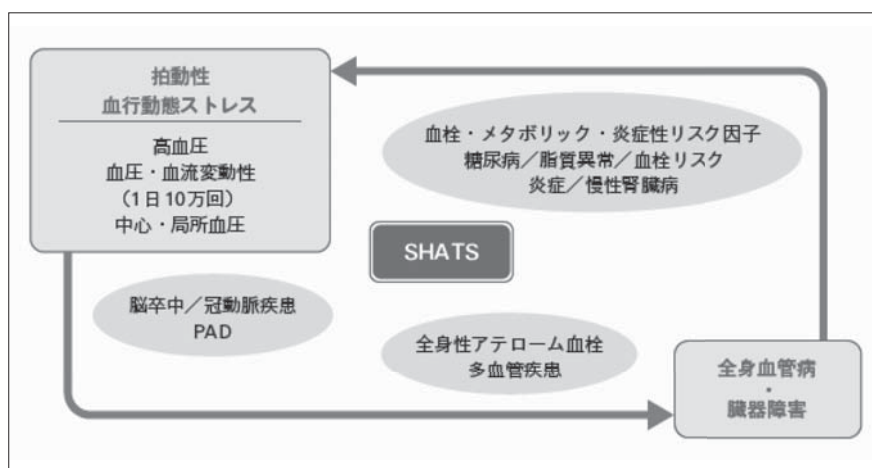 拍動性
血行動態ストレス
高血圧
血圧・血流変動性
（1日10万回）
中心・局所血圧
血栓・メタボリック・炎症性リスク因子
糖尿病／脂質異常／血栓リスク
炎症／慢性腎臓病
SHATS
脳卒中／冠動脈疾患
PAD
全身性アテローム血栓
多血管疾患
全身血管病
・
臓器障害